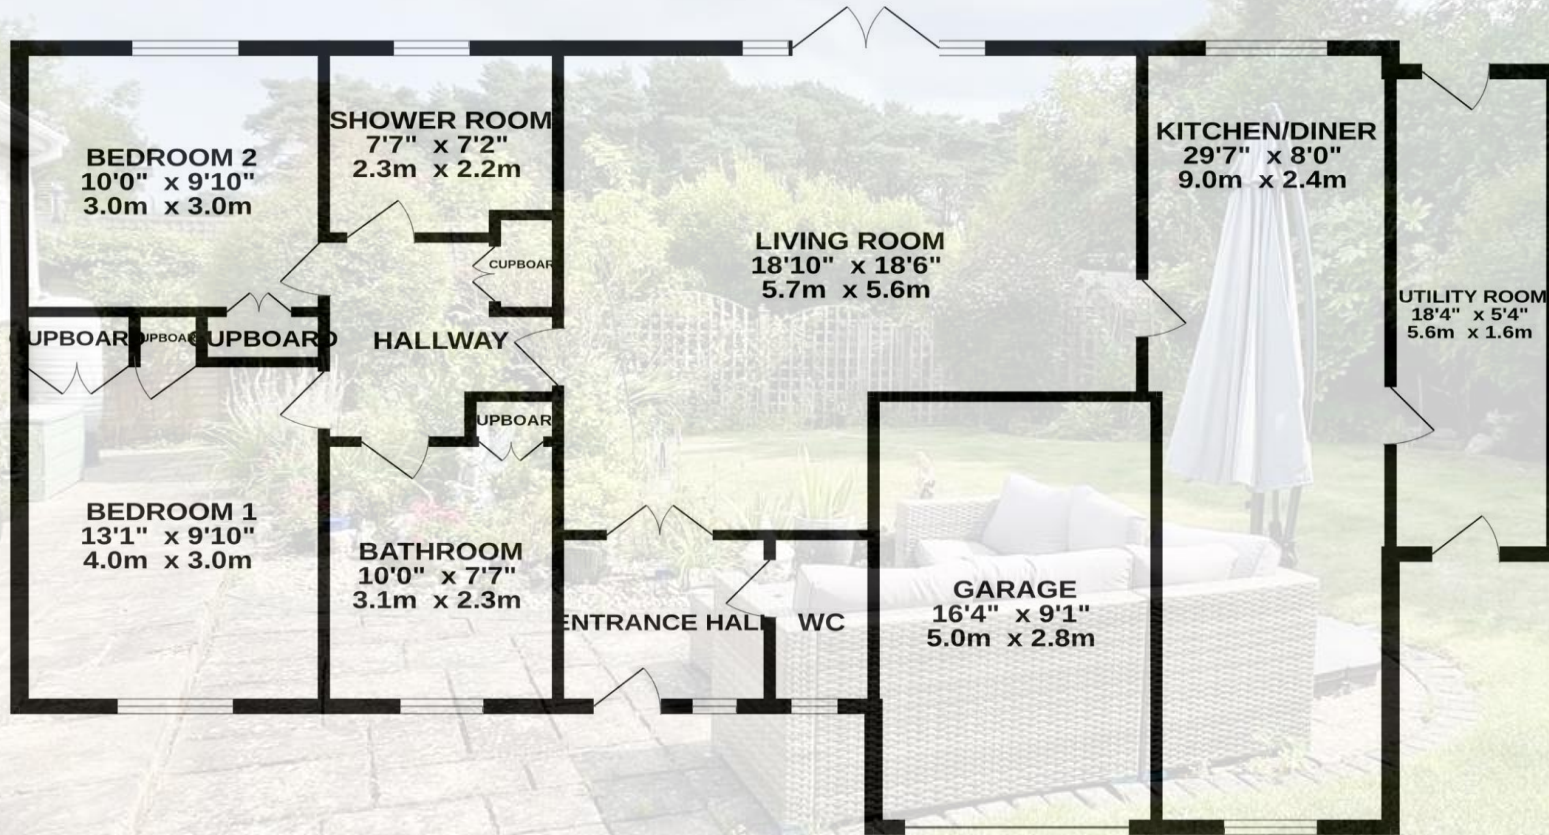 BEDROOM 2
10'0" x 9'10"
3.0m x 3.0m
SHOWER ROOM
7'7" x 7'2"
2.3m x 2.2m
KITCHEN/DINER
29'7" x 8'0"
9.0m x 2.4m
LIVING ROOM
18'10" x 18'6"
5.7m x 5.6m
CUPBOAR
UTILITY ROOM
18'4" x 5'4"
5.6m x 1.6m
UPBOARD
UPBOAR
UPBOARD
HALLWAY
UPBOAR
BEDROOM 1
13'1" x 9'10"
4.0m x 3.0m
BATHROOM
10'0" x 7'7"
3.1m x 2.3m
ENTRANCE HALL
WC
GARAGE
16'4" x 9'1"
5.0m x 2.8m